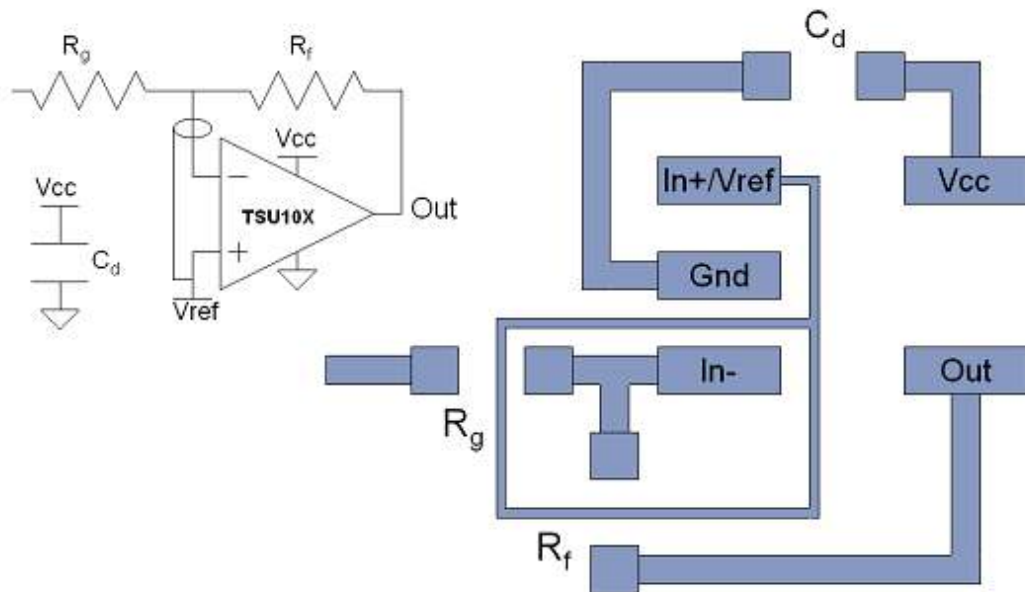 Rg
Rf
Vcc
TSU10X
Out
Vcc
Cd
Vref
Cd
In+/Vref
Vcc
Gnd
In-
Out
Rg
Rf